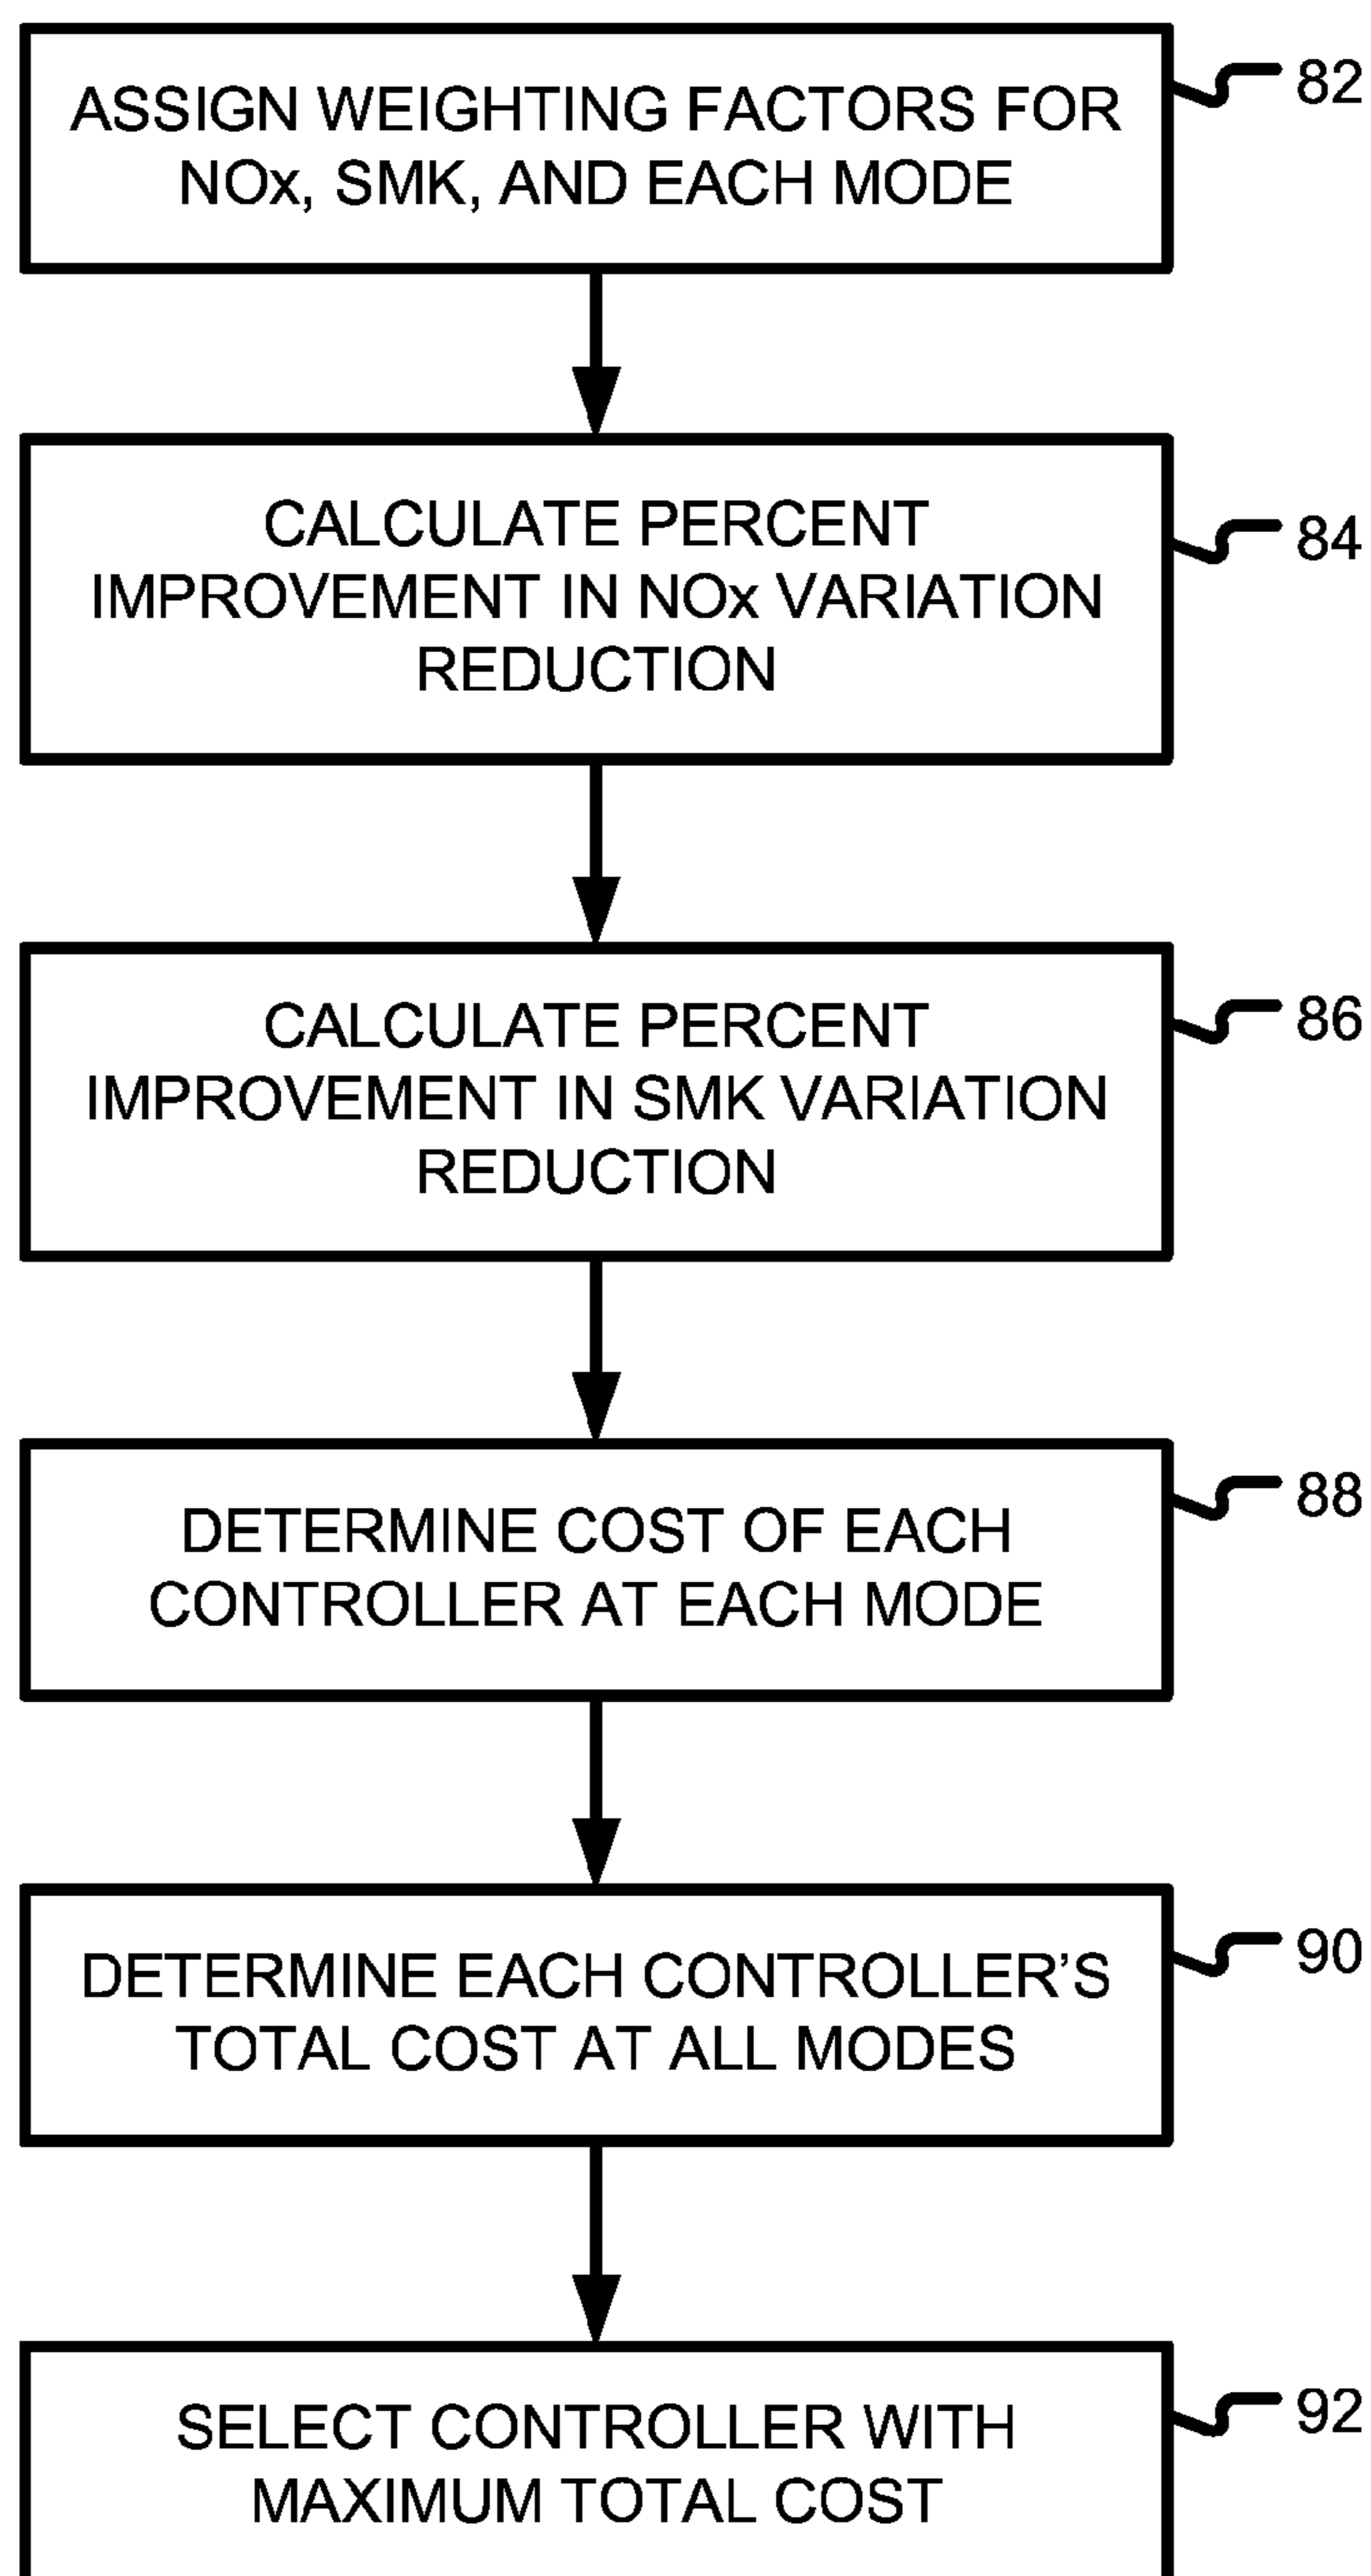 ASSIGN WEIGHTING FACTORS FOR
NOx, SMK, AND EACH MODE
82
CALCULATE PERCENT
IMPROVEMENT IN NOx VARIATION
REDUCTION
84
CALCULATE PERCENT
IMPROVEMENT IN SMK VARIATION
REDUCTION
86
DETERMINE COST OF EACH
CONTROLLER AT EACH MODE
88
DETERMINE EACH CONTROLLER'S
TOTAL COST AT ALL MODES
90
SELECT CONTROLLER WITH
MAXIMUM TOTAL COST
92